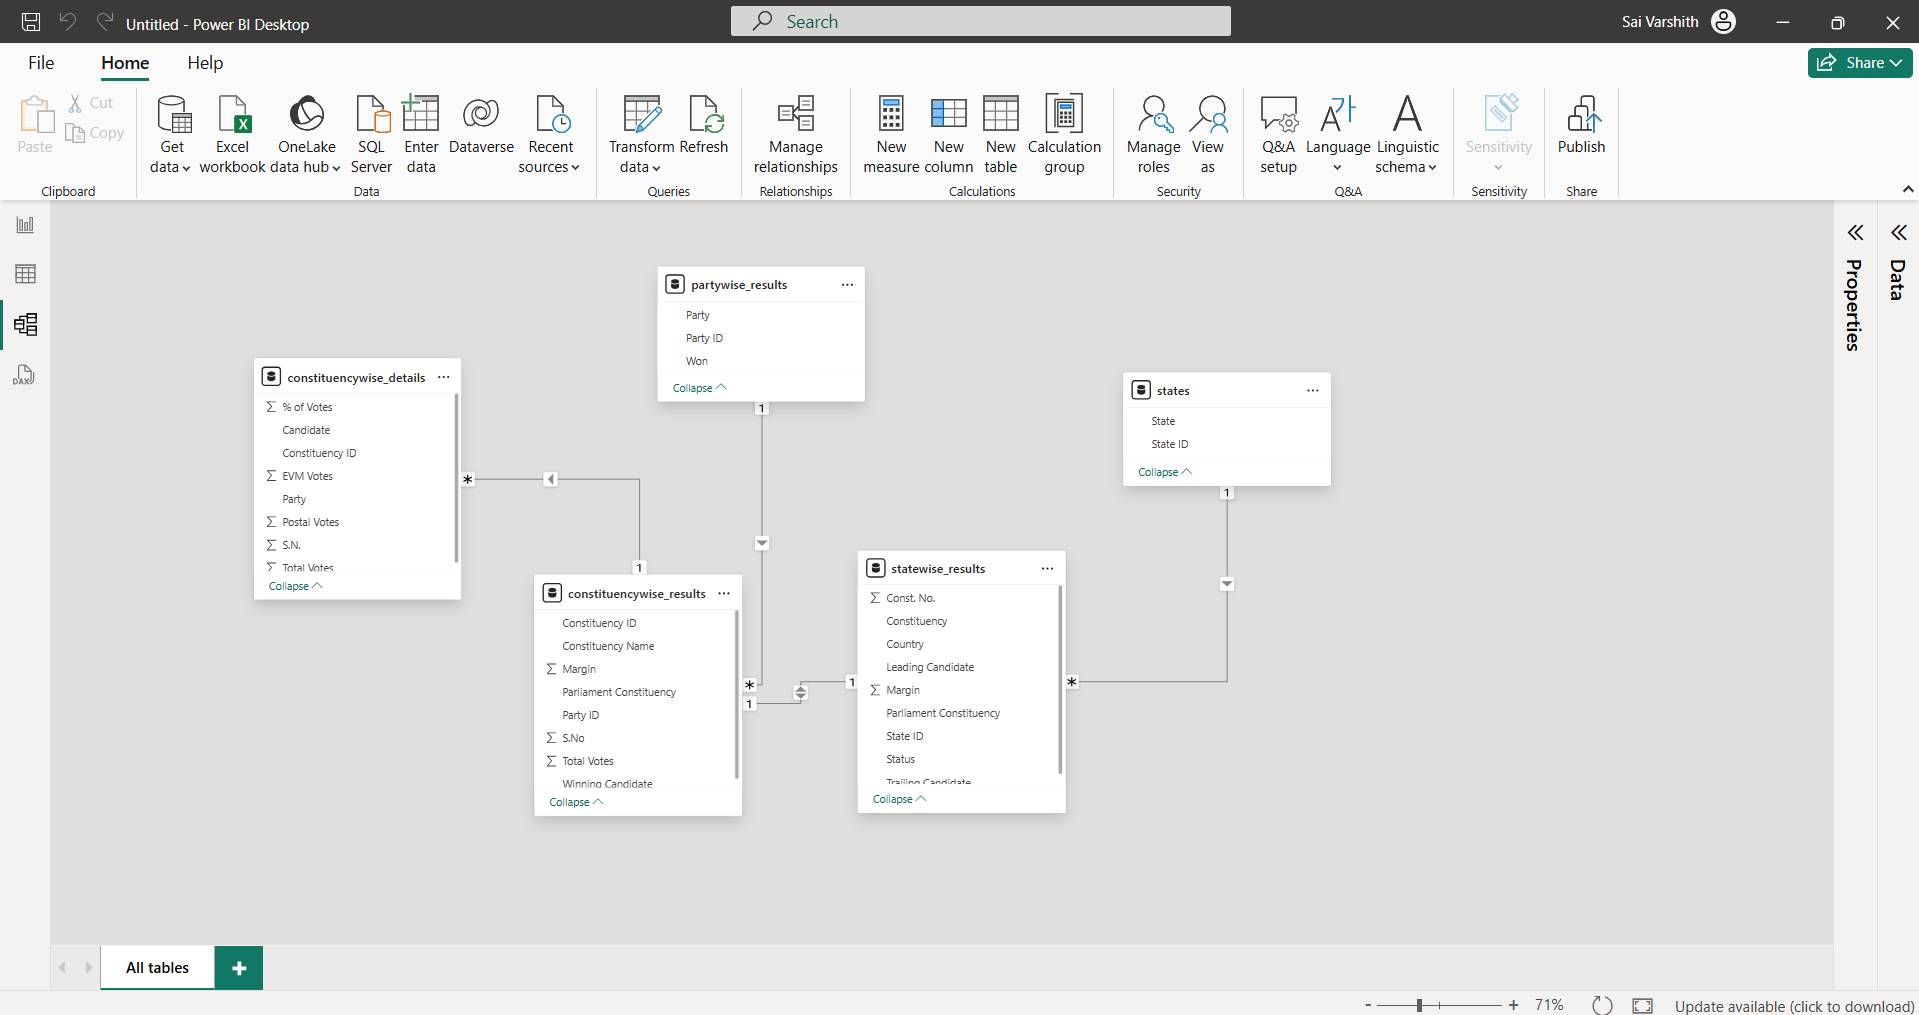 Untitled - Power BI Desktop
Search
Sai Varshith
File
Home
Help
Share
Paste
Cut
Copy
Clipboard
Get data
Excel workbook
OneLake data hub
SQL Server
Enter data
Dataverse
Recent sources
Data
Transform data
Refresh
Queries
Manage relationships
Relationships
New measure
New column
New table
Calculation group
Calculations
Manage roles
View as
Security
Q&A setup
Language
Linguistic schema
Q&A
Sensitivity
Sensitivity
Publish
Share
DAX
partywise_results
Party
Party ID
Won
Collapse
1
constituencywise_details
∑ % of Votes
Candidate
Constituency ID
∑ EVM Votes
Party
∑ Postal Votes
∑ S.N.
∑ Total Votes
Collapse
*
1
states
State
State ID
Collapse
1
constituencywise_results
Constituency ID
Constituency Name
∑ Margin
Parliament Constituency
Party ID
∑ S.No
∑ Total Votes
Winning Candidate
Collapse
*
1
1
statewise_results
∑ Const. No.
Constituency
Country
Leading Candidate
∑ Margin
Parliament Constituency
State ID
Status
Trailing Candidate
Collapse
*
Properties
Data
All tables
+
- + 71%
Update available (click to download)